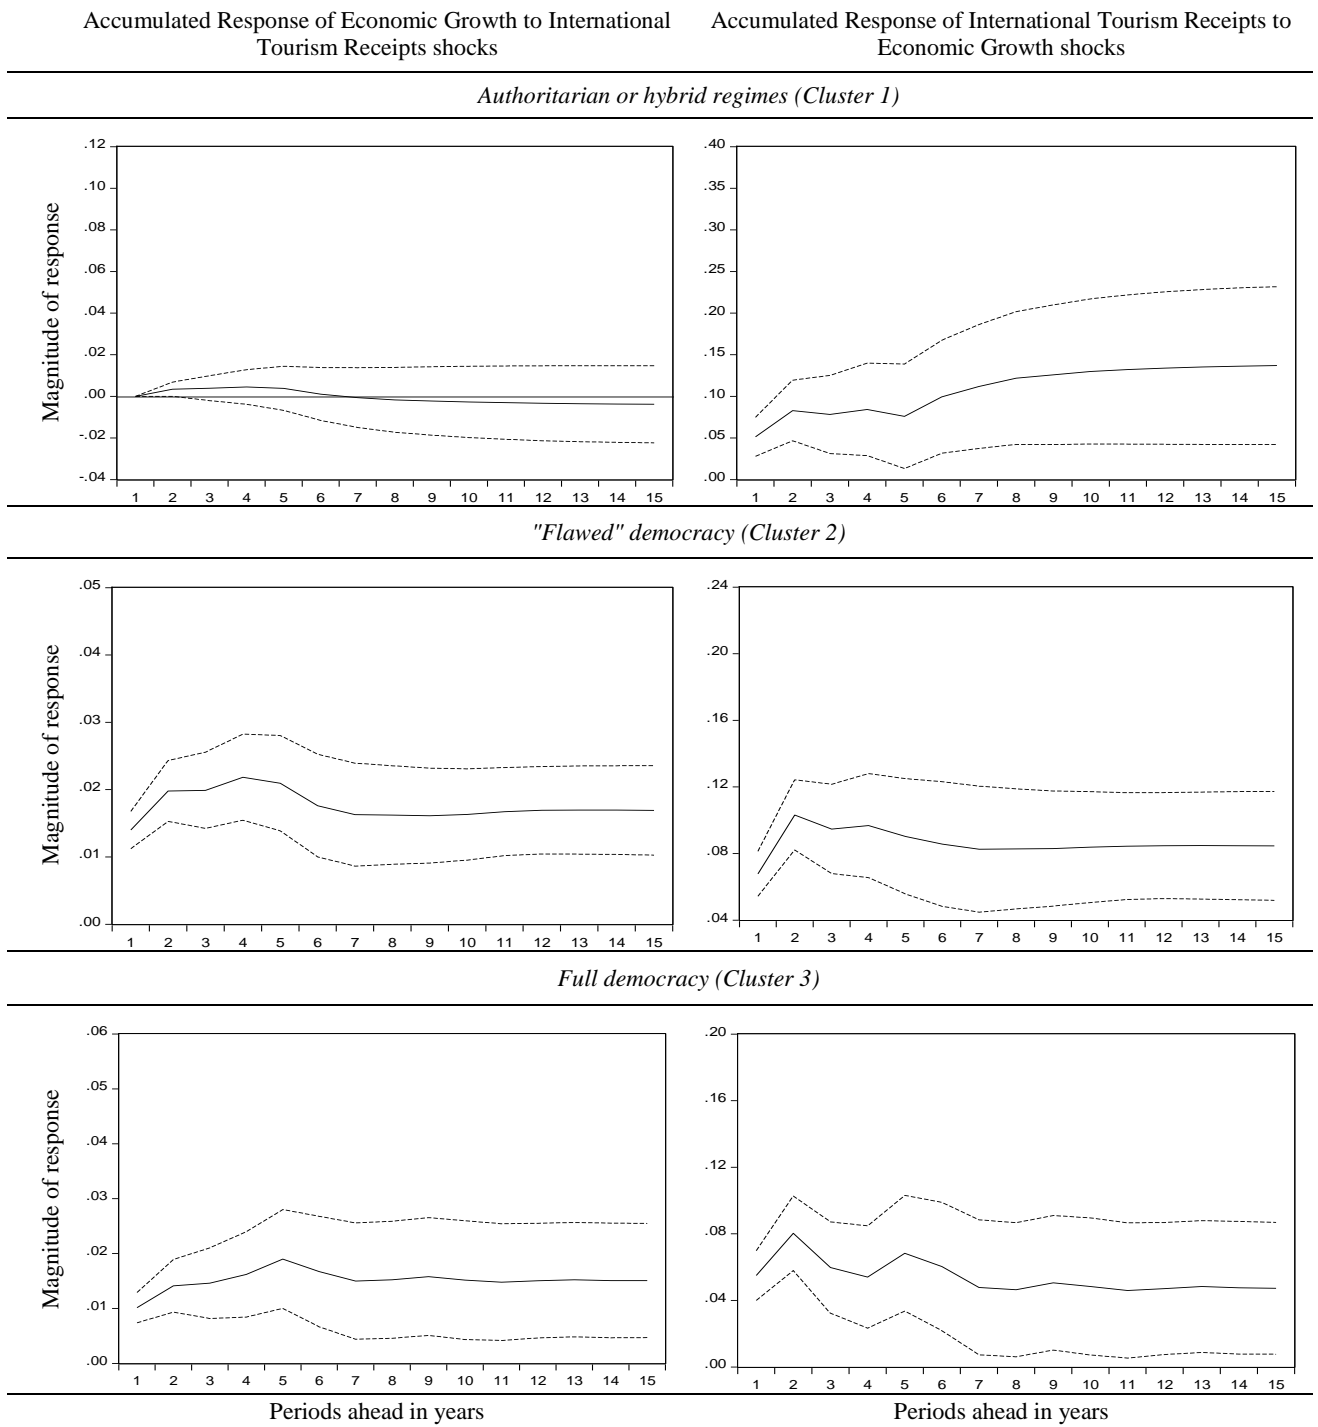 Accumulated Response of Economic Growth to International
Tourism Receipts shocks
Accumulated Response of International Tourism Receipts to
Economic Growth shocks
Authoritarian or hybrid regimes (Cluster 1)
Magnitude of response
.12
.10
.08
.06
.04
.02
.00
-.02
-.04
1 2 3 4 5 6 7 8 9 10 11 12 13 14 15
.40
.35
.30
.25
.20
.15
.10
.05
.00
1 2 3 4 5 6 7 8 9 10 11 12 13 14 15
"Flawed" democracy (Cluster 2)
Magnitude of response
.05
.04
.03
.02
.01
.00
1 2 3 4 5 6 7 8 9 10 11 12 13 14 15
.24
.20
.16
.12
.08
.04
1 2 3 4 5 6 7 8 9 10 11 12 13 14 15
Full democracy (Cluster 3)
Magnitude of response
.06
.05
.04
.03
.02
.01
.00
1 2 3 4 5 6 7 8 9 10 11 12 13 14 15
.20
.16
.12
.08
.04
.00
1 2 3 4 5 6 7 8 9 10 11 12 13 14 15
Periods ahead in years
Periods ahead in years